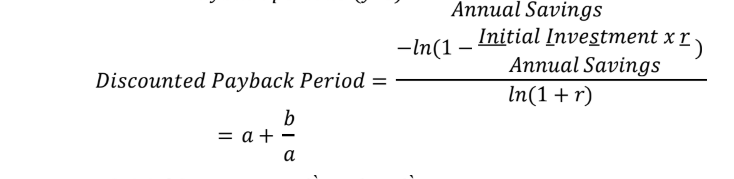 Annual Savings
Discounted Payback Period = −ln(1 − Initial Investment x r / Annual Savings) / ln(1 + r)
= a + b / a